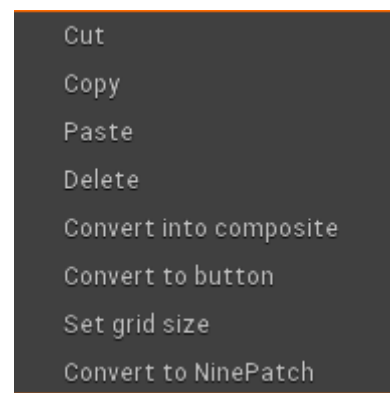 Cut
Copy
Paste
Delete
Convert into composite
Convert to button
Set grid size
Convert to NinePatch